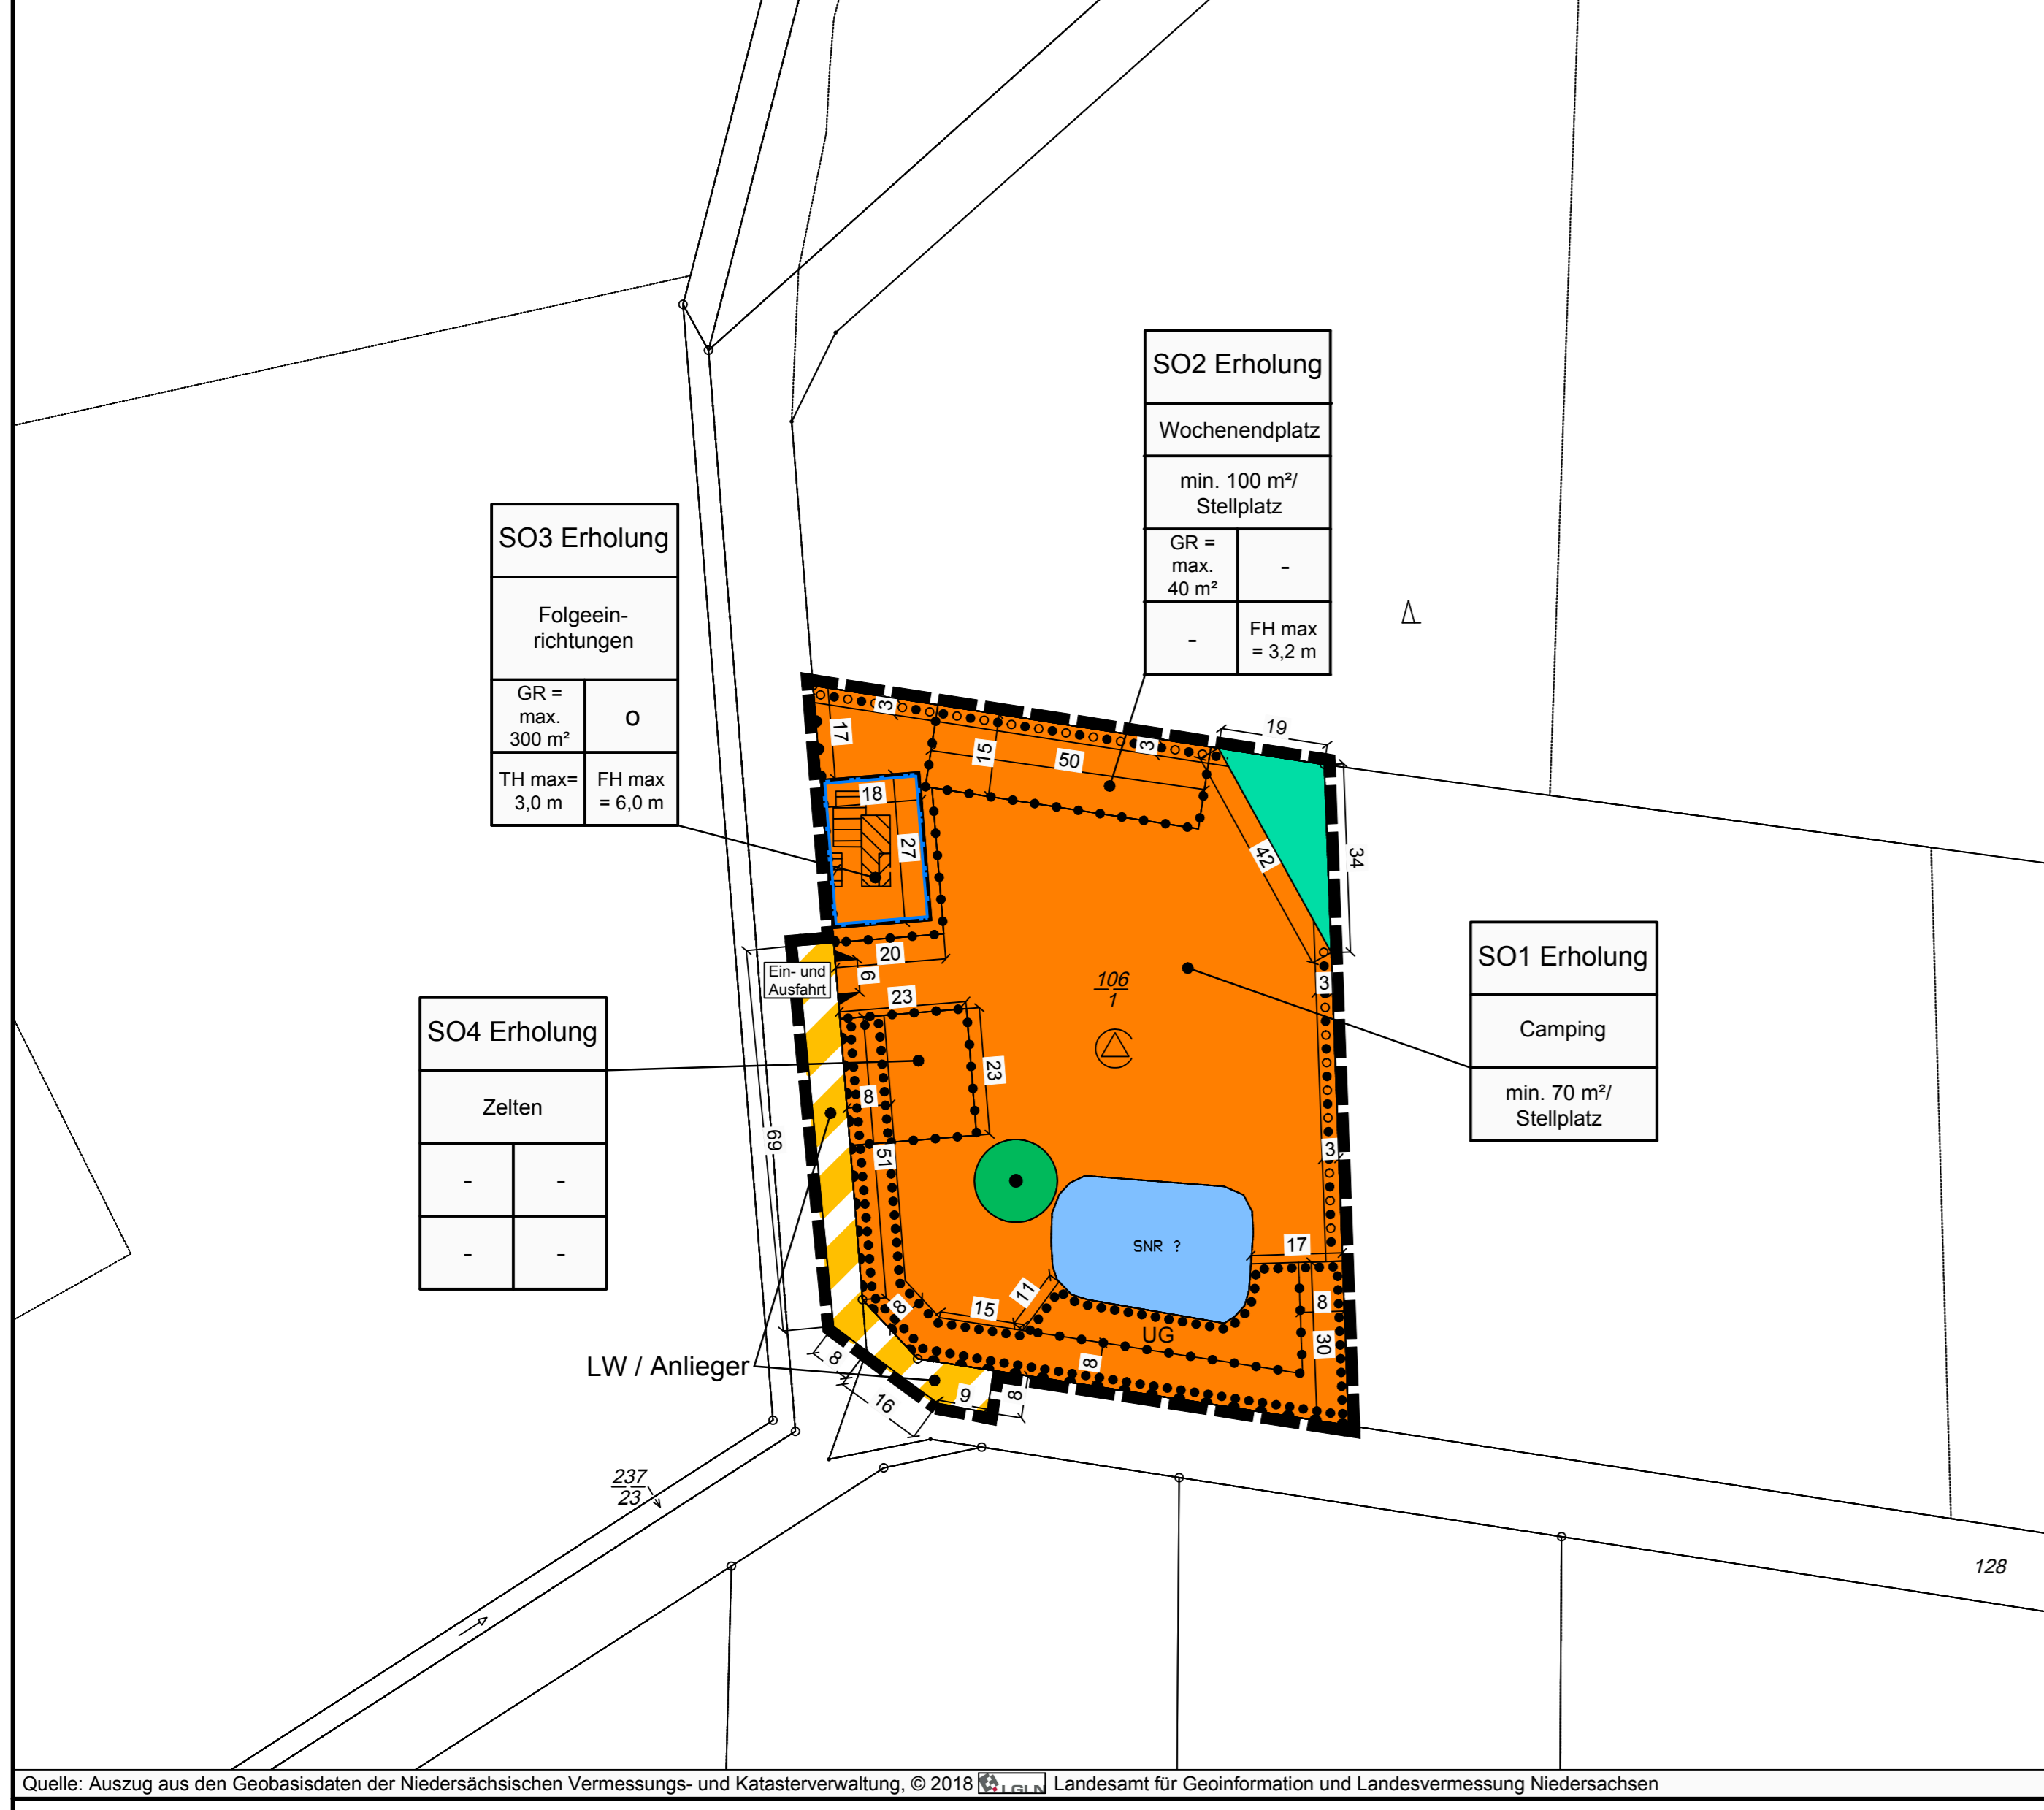 SO2 Erholung
Wochenendplatz
min. 100 m²/
Stellplatz
GR =
max.
40 m²
-
-
FH max
= 3,2 m
SO3 Erholung
Folgeein-
richtungen
GR =
max.
300 m²
o
TH max=
3,0 m
FH max
= 6,0 m
3
17
15
50
3
19
18
27
42
34
20
Ein- und
Ausfahrt
6
23
106
1
3
SO1 Erholung
Camping
min. 70 m²/
Stellplatz
SO4 Erholung
Zelten
-
-
-
-
23
8
69
51
3
SNR ?
17
11
15
8
8
30
UG
8
LW / Anlieger
8
16
9
8
237
23
128
Quelle: Auszug aus den Geobasisdaten der Niedersächsischen Vermessungs- und Katasterverwaltung, © 2018 LGLN Landesamt für Geoinformation und Landesvermessung Niedersachsen